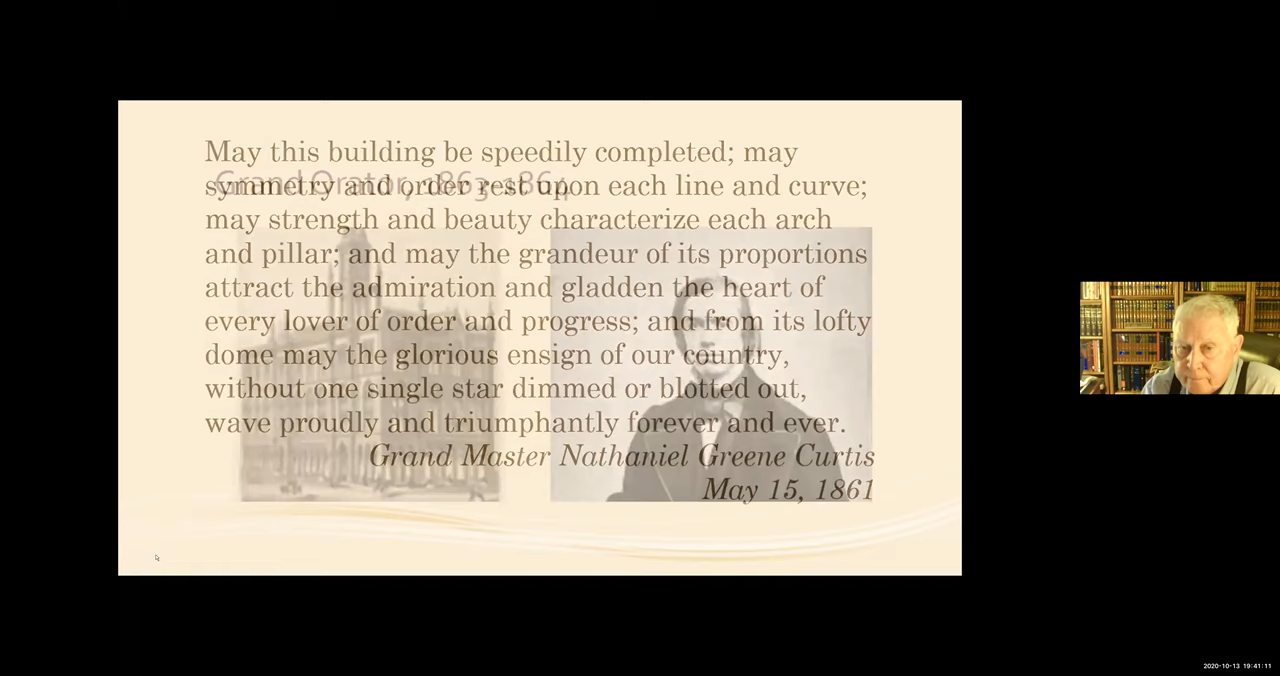 May this building be speedily completed; may
Grand Orator, 1863-1864
symmetry and order rest upon each line and curve;
may strength and beauty characterize each arch
and pillar; and may the grandeur of its proportions
attract the admiration and gladden the heart of
every lover of order and progress; and from its lofty
dome may the glorious ensign of our country,
without one single star dimmed or blotted out,
wave proudly and triumphantly forever and ever.
Grand Master Nathaniel Greene Curtis
May 15, 1861
2020-10-13 19:41:11